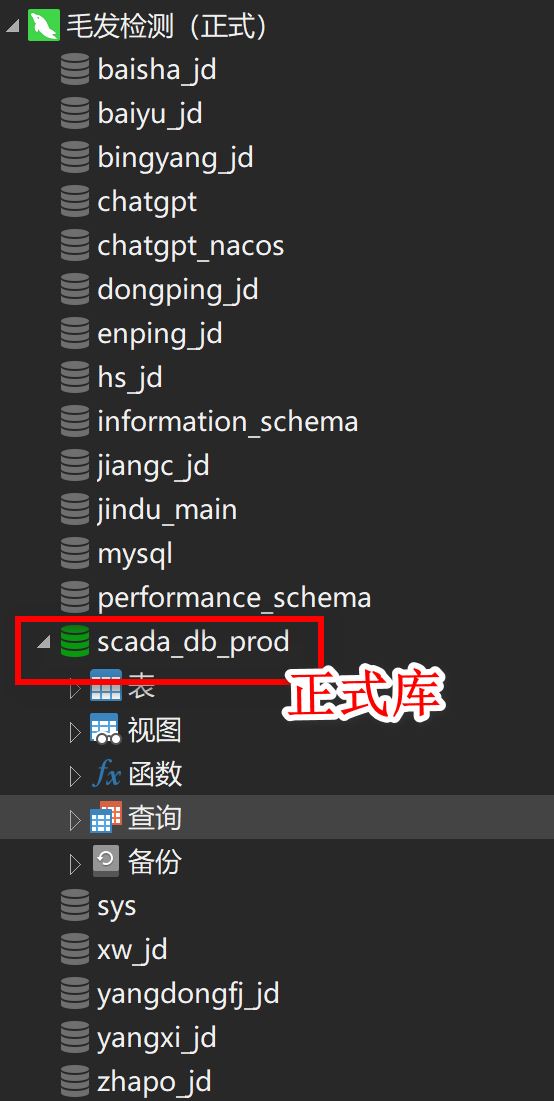 毛发检测（正式）
baisha_jd
baiyu_jd
bingyang_jd
chatgpt
chatgpt_nacos
dongping_jd
enping_jd
hs_jd
information_schema
jiangc_jd
jindu_main
mysql
performance_schema
scada_db_prod
正式库
表
视图
fx 函数
查询
备份
sys
xw_jd
yangdongfj_jd
yangxi_jd
zhapo_jd